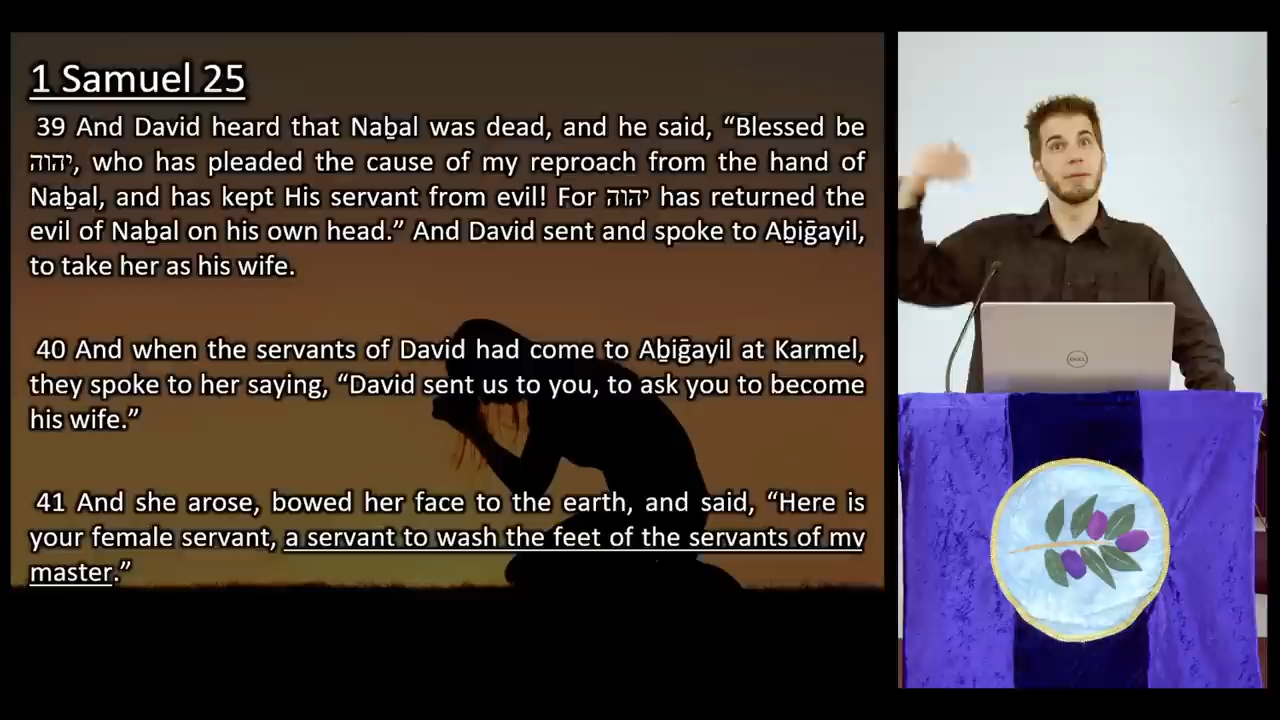 1 Samuel 25
39 And David heard that Naḇal was dead, and he said, “Blessed be
יהוה, who has pleaded the cause of my reproach from the hand of
Naḇal, and has kept His servant from evil! For יהוה has returned the
evil of Naḇal on his own head.” And David sent and spoke to Aḇiḡayil,
to take her as his wife.
40 And when the servants of David had come to Aḇiḡayil at Karmel,
they spoke to her saying, “David sent us to you, to ask you to become
his wife.”
41 And she arose, bowed her face to the earth, and said, “Here is
your female servant, a servant to wash the feet of the servants of my
master.”
DELL